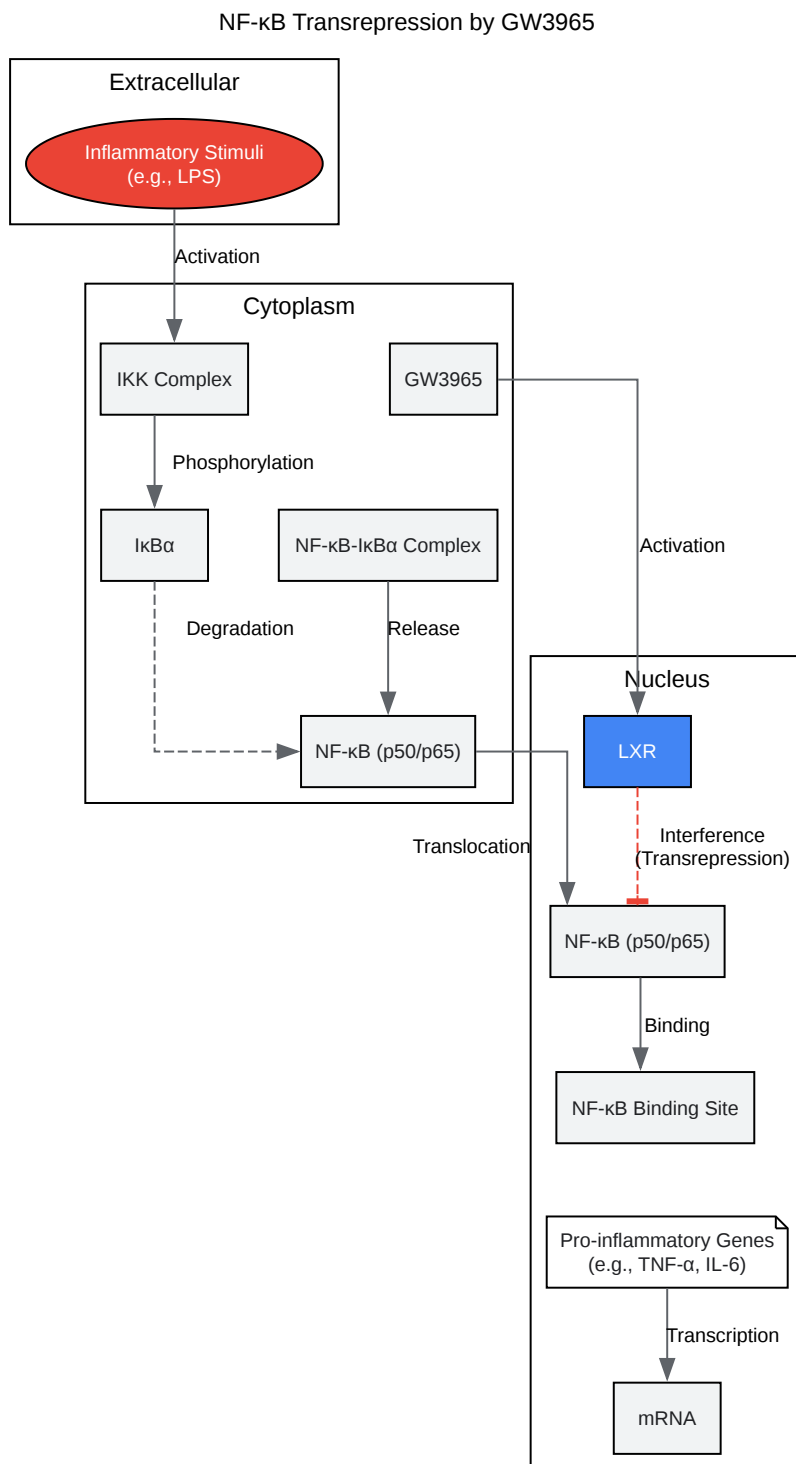 NF-κB Transrepression by GW3965
Extracellular
Inflammatory Stimuli
(e.g., LPS)
Activation
Cytoplasm
IKK Complex
GW3965
Phosphorylation
Activation
IκBα
NF-κB-IκBα Complex
Degradation
Release
Nucleus
NF-κB (p50/p65)
LXR
Translocation
Interference
(Transrepression)
NF-κB (p50/p65)
Binding
NF-κB Binding Site
Pro-inflammatory Genes
(e.g., TNF-α, IL-6)
Transcription
mRNA